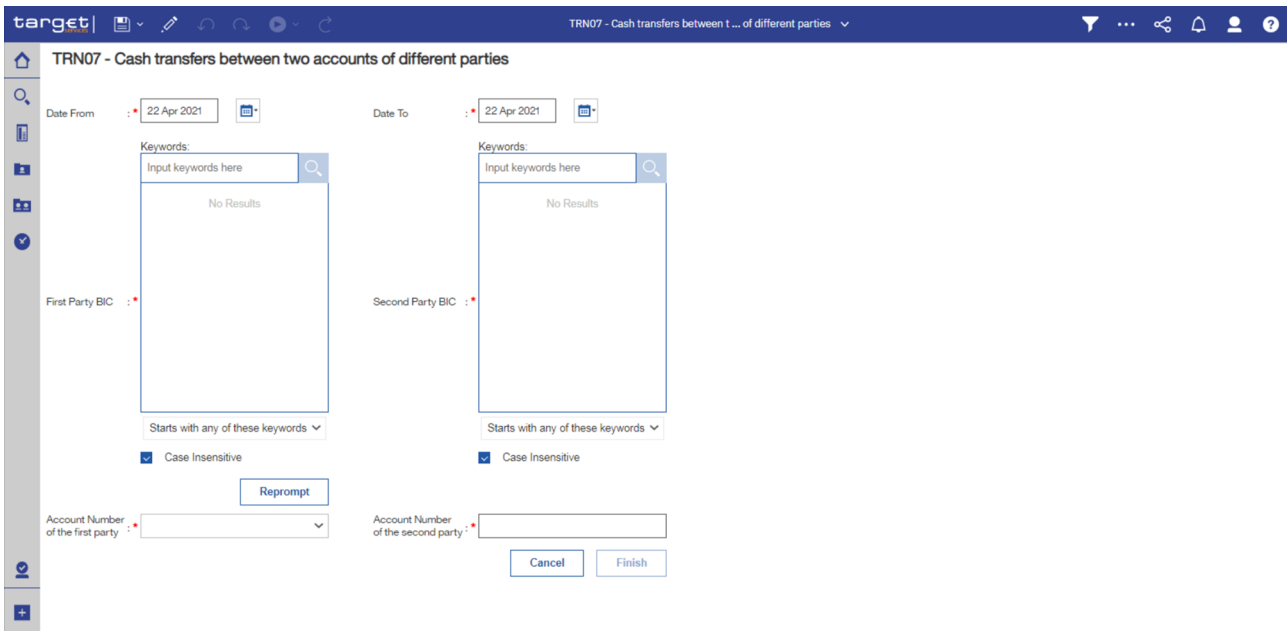 target|
services
TRN07 - Cash transfers between t ... of different parties
TRN07 - Cash transfers between two accounts of different parties
Date From : * 22 Apr 2021
Date To : * 22 Apr 2021
Keywords:
Keywords:
Input keywords here
Input keywords here
No Results
No Results
First Party BIC : *
Second Party BIC : *
Starts with any of these keywords
Starts with any of these keywords
Case Insensitive
Case Insensitive
Reprompt
Account Number
of the first party : *
Account Number
of the second party : *
Cancel
Finish